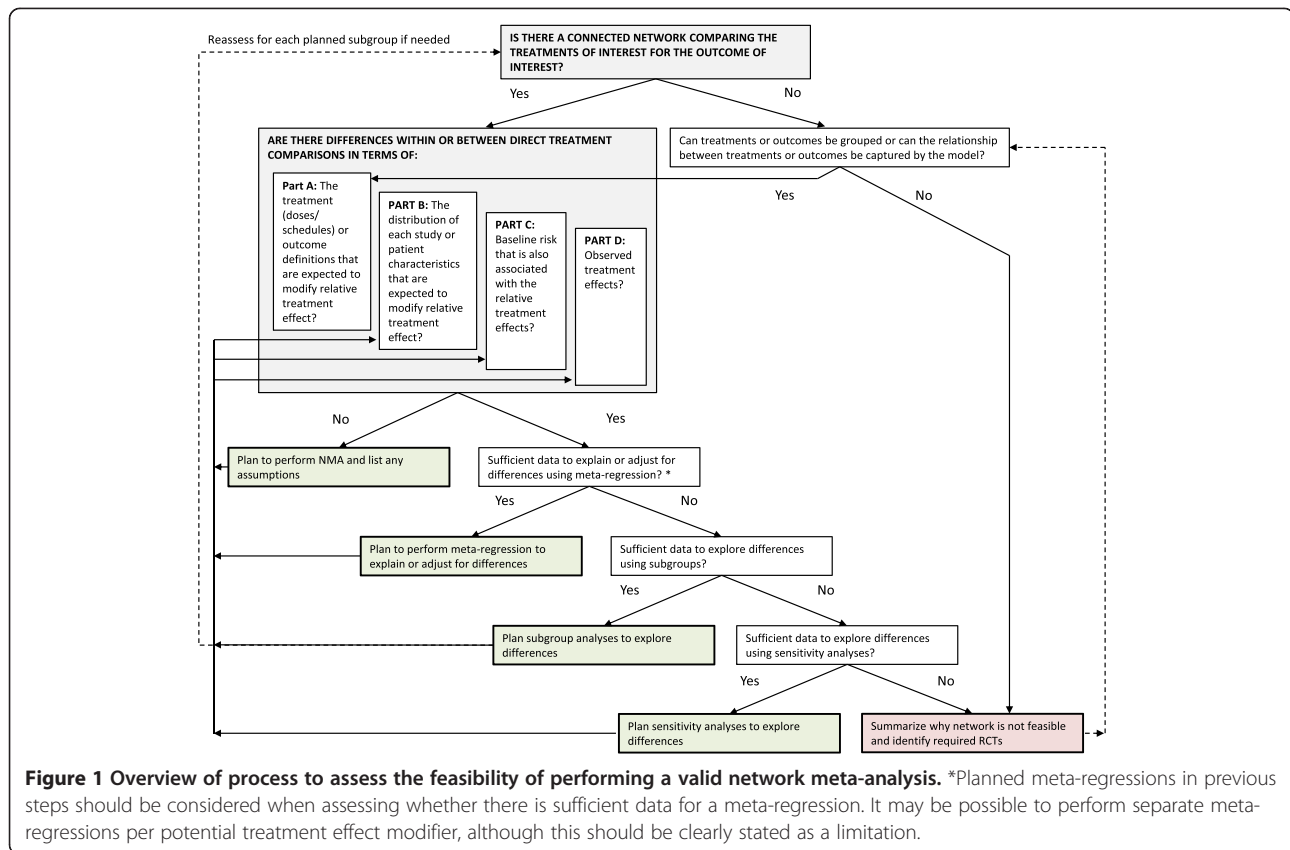 Reassess for each planned subgroup if needed
IS THERE A CONNECTED NETWORK COMPARING THE
TREATMENTS OF INTEREST FOR THE OUTCOME OF
INTEREST?
Yes
No
ARE THERE DIFFERENCES WITHIN OR BETWEEN DIRECT TREATMENT
COMPARISONS IN TERMS OF:
Can treatments or outcomes be grouped or can the relationship
between treatments or outcomes be captured by the model?
Yes
No
Part A: The
treatment
(doses/
schedules) or
outcome
definitions that
are expected to
modify relative
treatment
effect?
PART B: The
distribution of
each study or
patient
characteristics
that are
expected to
modify relative
treatment
effect?
PART C:
Baseline risk
that is also
associated
with the
relative
treatment
effects?
PART D:
Observed
treatment
effects?
No
Yes
Plan to perform NMA and list any
assumptions
Sufficient data to explain or adjust for
differences using meta-regression? *
Yes
No
Plan to perform meta-regression to
explain or adjust for differences
Sufficient data to explore differences
using subgroups?
Yes
No
Plan subgroup analyses to explore
differences
Sufficient data to explore differences
using sensitivity analyses?
Yes
No
Plan sensitivity analyses to explore
differences
Summarize why network is not feasible
and identify required RCTs
Figure 1 Overview of process to assess the feasibility of performing a valid network meta-analysis. *Planned meta-regressions in previous
steps should be considered when assessing whether there is sufficient data for a meta-regression. It may be possible to perform separate meta-
regressions per potential treatment effect modifier, although this should be clearly stated as a limitation.